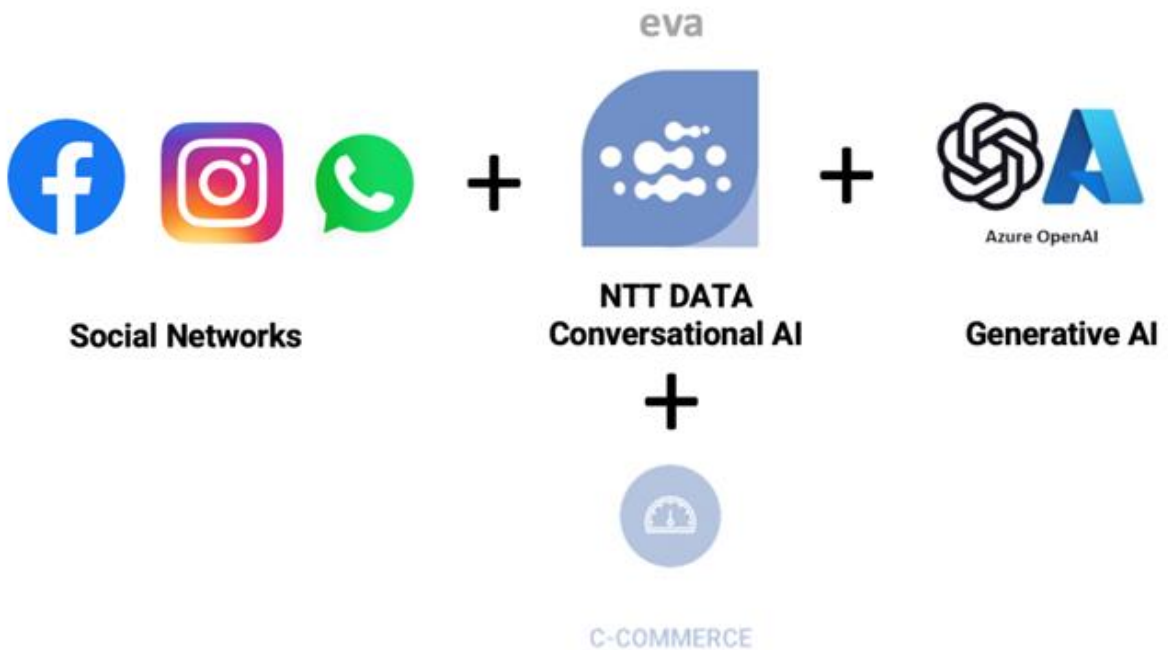 eva
Azure OpenAI
Social Networks
NTT DATA
Conversational AI
Generative AI
C-COMMERCE